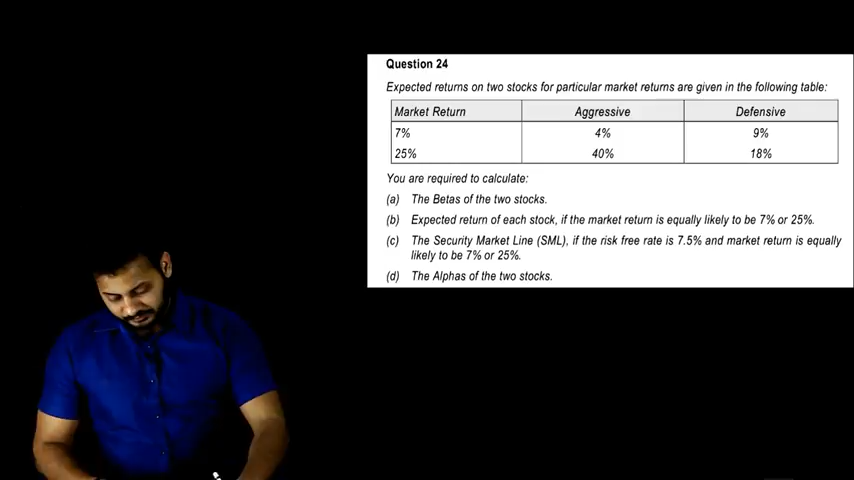 Question 24
Expected returns on two stocks for particular market returns are given in the following table:
Market Return Aggressive Defensive
7% 4% 9%
25% 40% 18%
You are required to calculate:
(a) The Betas of the two stocks.
(b) Expected return of each stock, if the market return is equally likely to be 7% or 25%.
(c) The Security Market Line (SML), if the risk free rate is 7.5% and market return is equally
likely to be 7% or 25%.
(d) The Alphas of the two stocks.